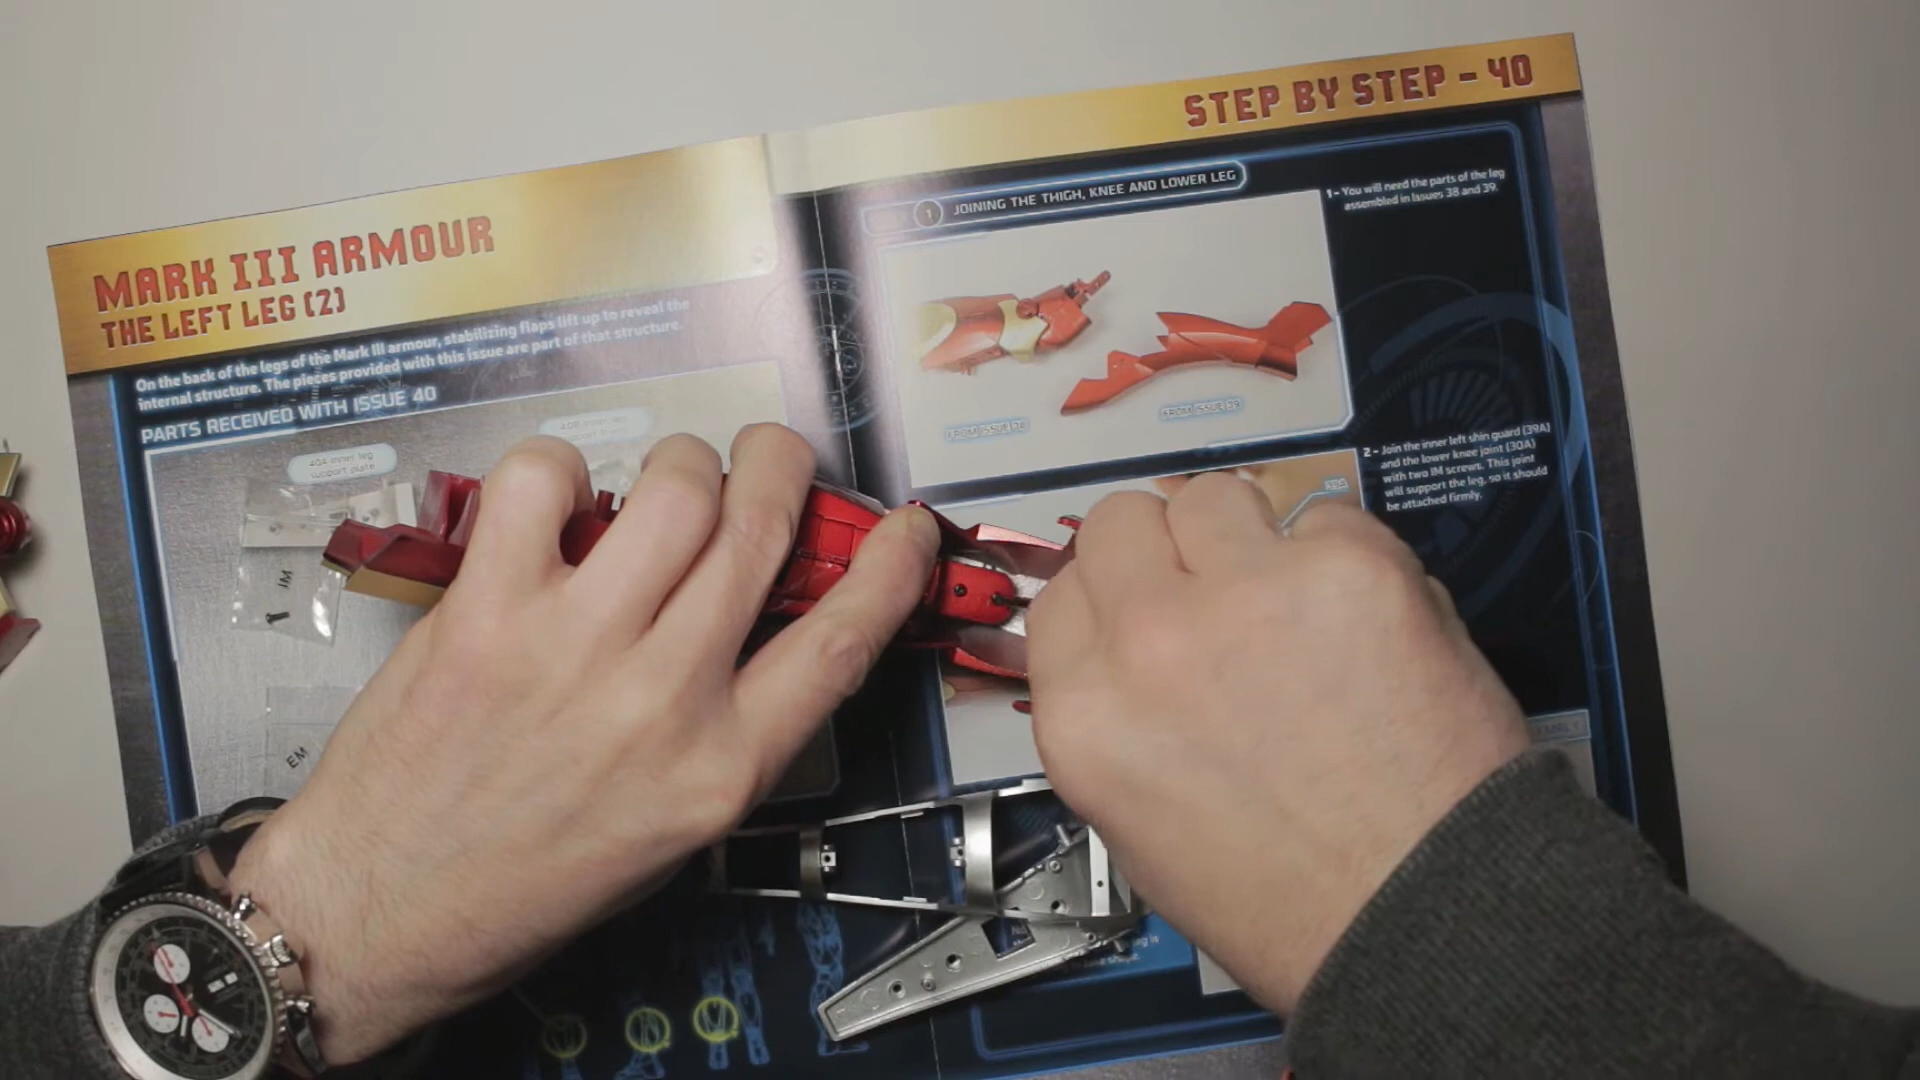 MARK III ARMOUR
THE LEFT LEG (2)
On the back of the legs of the Mark III armour, stabilizing flaps lift up to reveal the
internal structure. The pieces provided with this issue are part of that structure.
PARTS RECEIVED WITH ISSUE 40
40A inner leg
support plate
IM
EM
STEP BY STEP - 40
1 JOINING THE THIGH, KNEE AND LOWER LEG
1 - You will need the parts of the leg
assembled in Issues 38 and 39.
FROM ISSUE 38
FROM ISSUE 39
2 - Join the inner left shin guard (39A)
and the lower knee joint (30A)
with two IM screws. This joint
will support the leg, so it should
be attached firmly.
39A